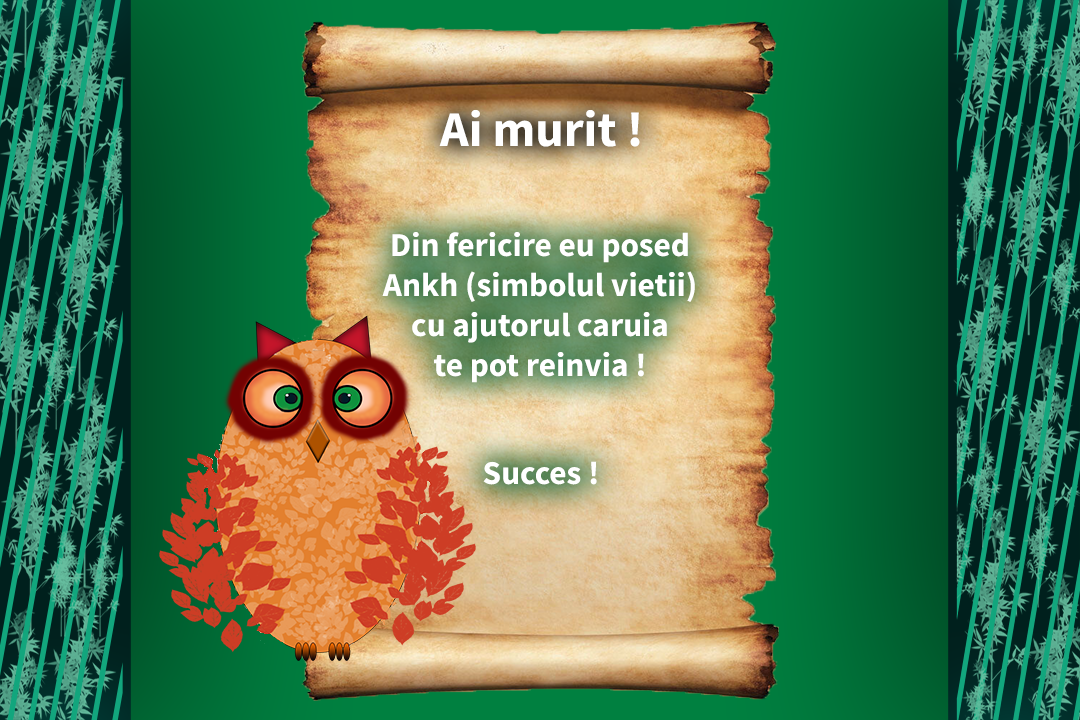 Ai murit !
Din fericire eu posed
Ankh (simbolul vietii)
cu ajutorul caruia
te pot reinvia !
Succes !